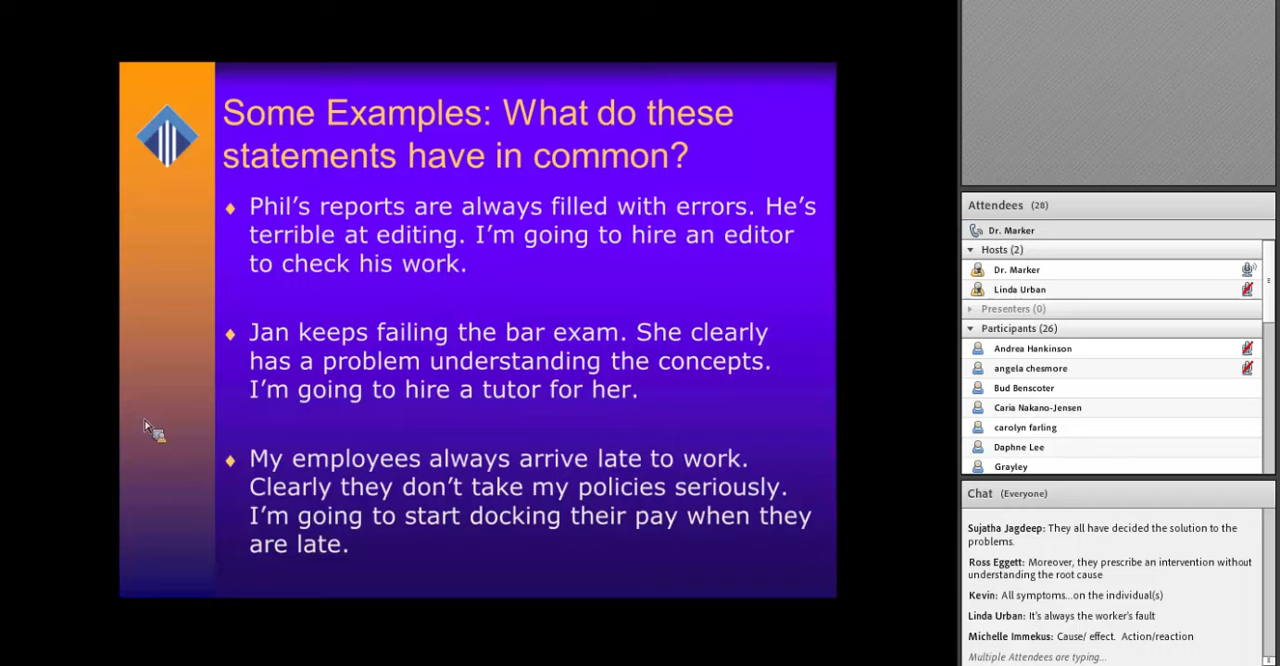 Some Examples: What do these
statements have in common?
Phil's reports are always filled with errors. He's
terrible at editing. I'm going to hire an editor
to check his work.
Jan keeps failing the bar exam. She clearly
has a problem understanding the concepts.
I'm going to hire a tutor for her.
My employees always arrive late to work.
Clearly they don't take my policies seriously.
I'm going to start docking their pay when they
are late.
Attendees (28)
Dr. Marker
Hosts (2)
Dr. Marker
Linda Urban
Presenters (0)
Participants (26)
Andrea Hankinson
angela chesmore
Bud Benscoter
Caria Nakano-Jensen
carolyn farling
Daphne Lee
Grayley
Chat (Everyone)
Sujatha Jagdeep: They all have decided the solution to the
problems.
Ross Eggett: Moreover, they prescribe an intervention without
understanding the root cause
Kevin: All symptoms...on the individual(s)
Linda Urban: It's always the worker's fault
Michelle Immekus: Cause/ effect. Action/reaction
Multiple Attendees are typing...